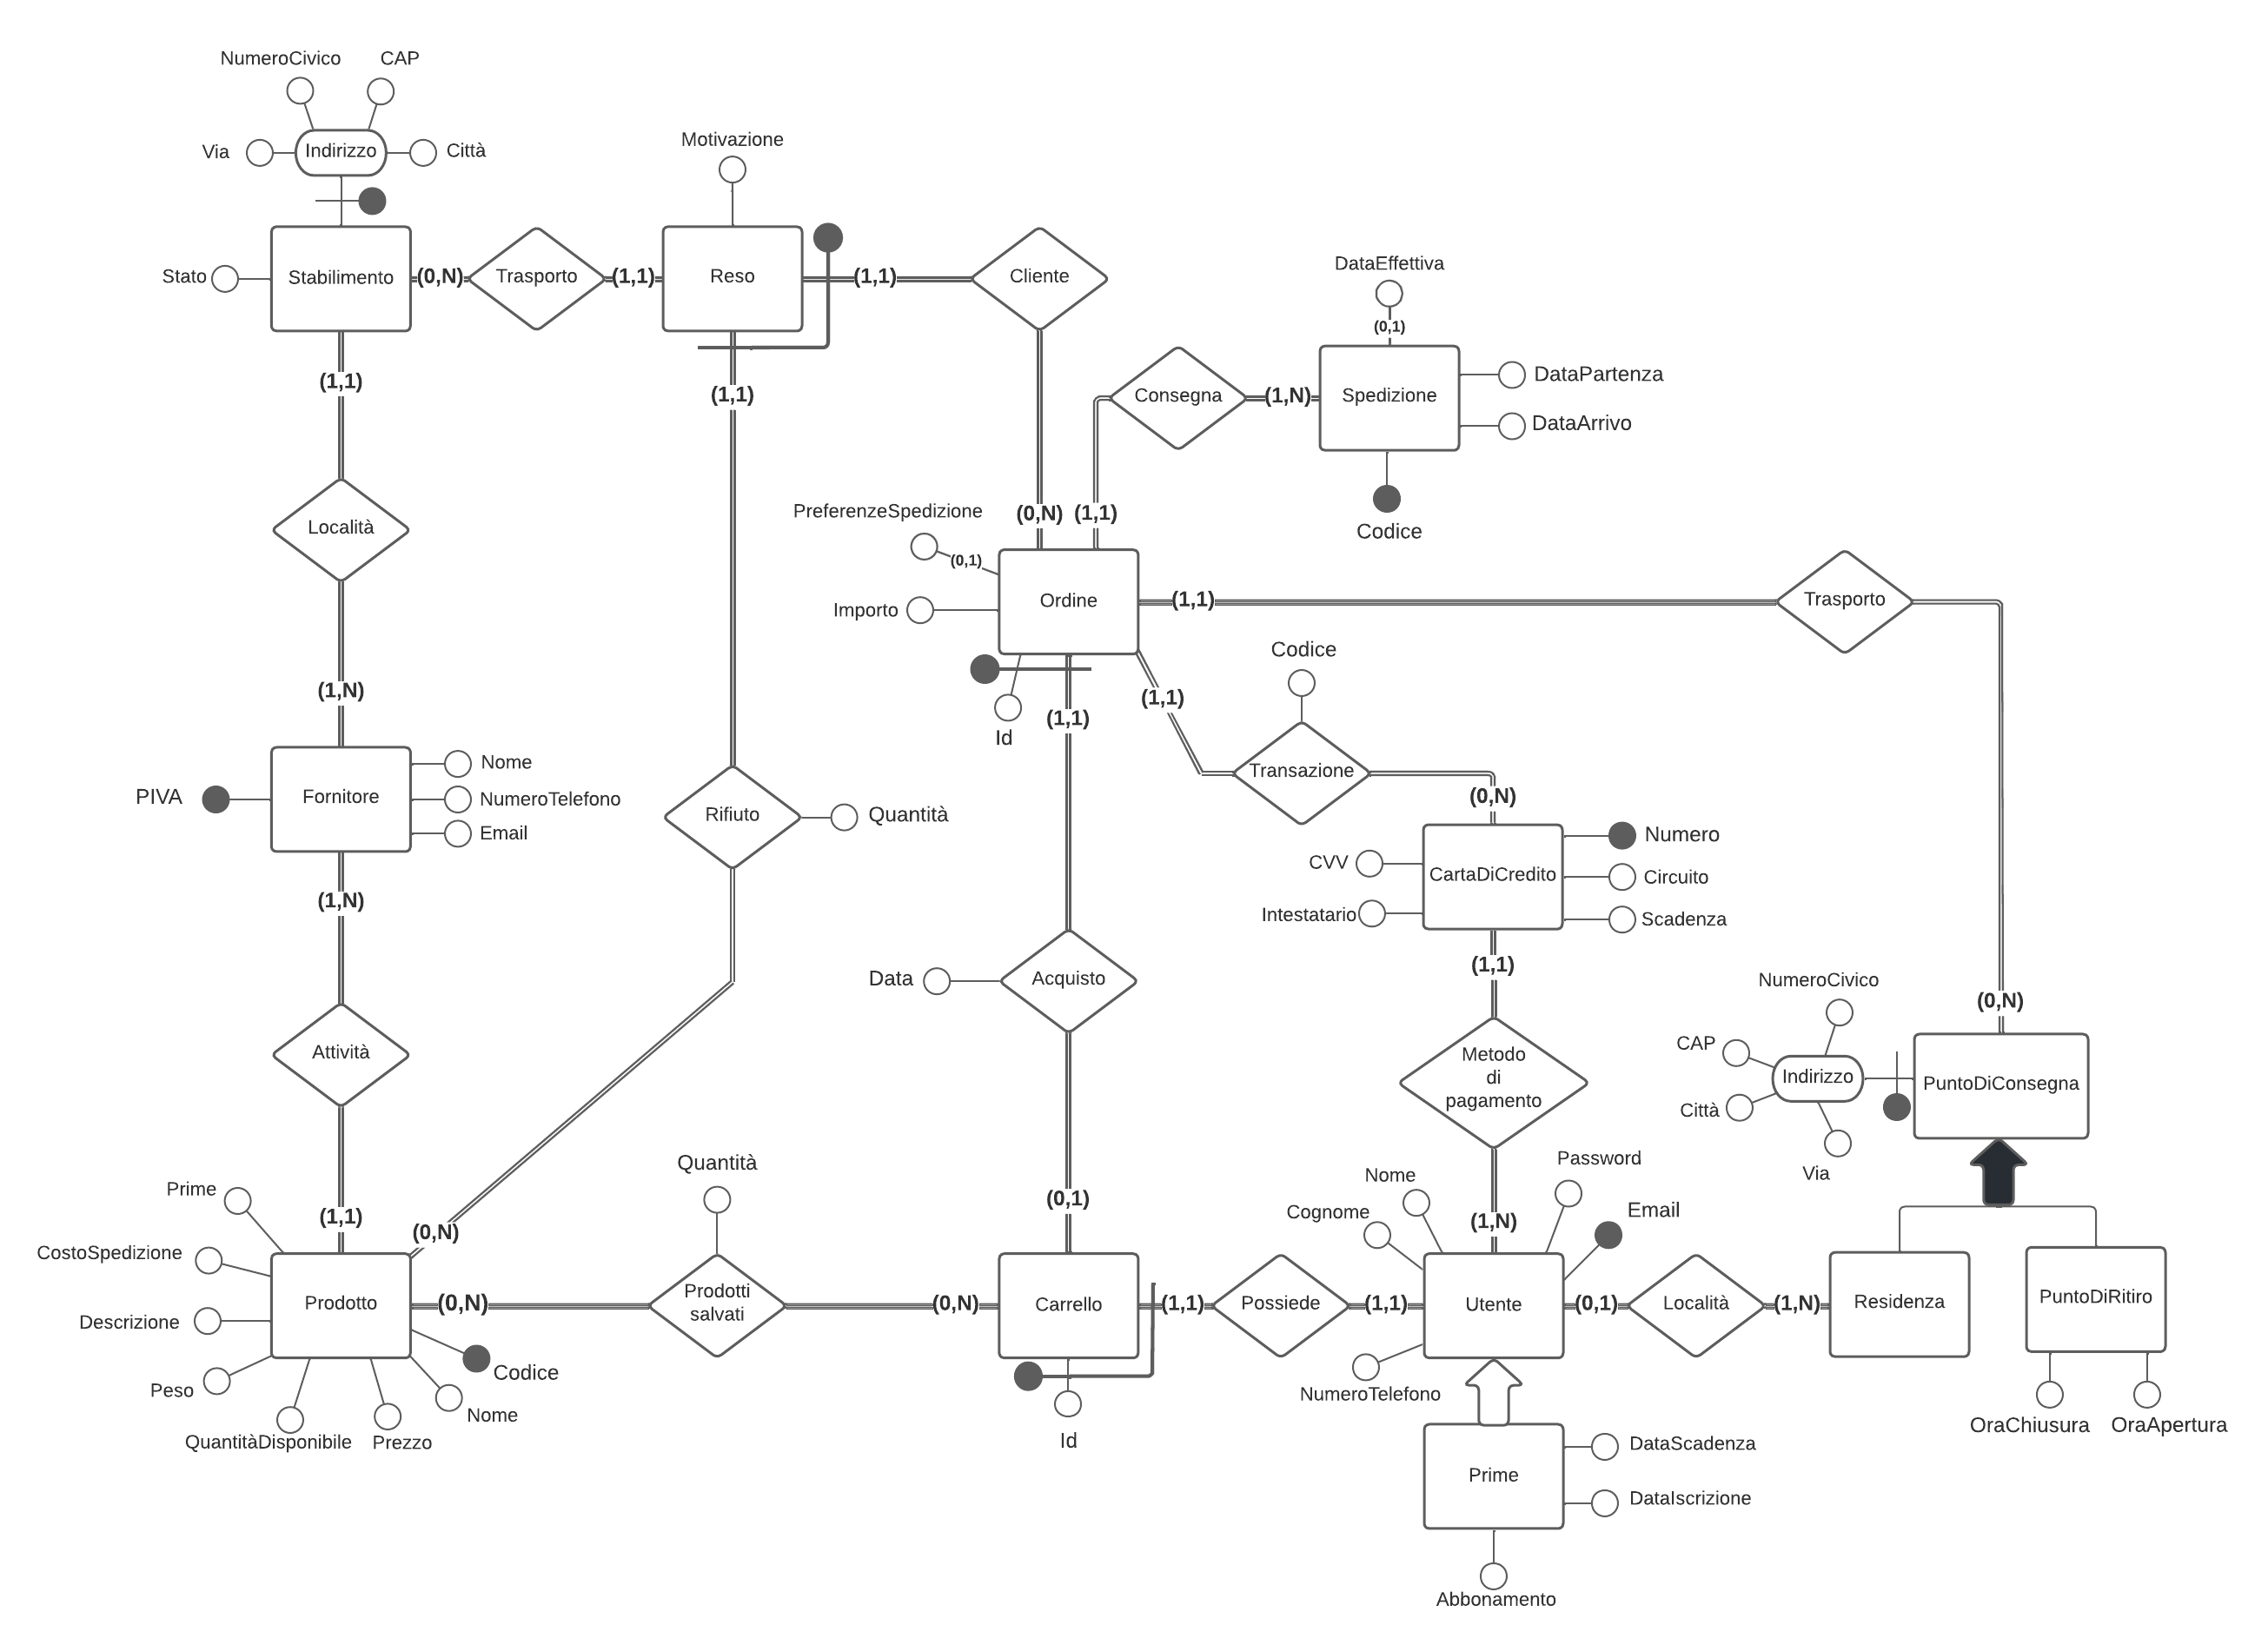 NumeroCivico
CAP
Via
Indirizzo
Città
Motivazione
Stato
Stabilimento
(0,N)
Trasporto
(1,1)
Reso
(1,1)
Cliente
DataEffettiva
(0,1)
DataPartenza
Consegna
(1,N)
Spedizione
DataArrivo
Codice
(1,1)
(1,1)
Località
PreferenzeSpedizione
(0,1)
(0,N)
(1,1)
Importo
Ordine
(1,1)
Trasporto
Id
(1,1)
(1,1)
Codice
Transazione
(0,N)
(1,N)
PIVA
Fornitore
Nome
NumeroTelefono
Email
Rifiuto
Quantità
CVV
CartaDiCredito
Numero
Circuito
Intestatario
Scadenza
(1,N)
(1,1)
Data
Acquisto
(0,N)
Attività
Metodo
di
pagamento
NumeroCivico
CAP
Indirizzo
PuntoDiConsegna
Città
Via
Prime
(1,1)
(0,N)
Quantità
(0,1)
Nome
Password
Cognome
(1,N)
Email
CostoSpedizione
Prodotto
(0,N)
Prodotti
salvati
(0,N)
Carrello
(1,1)
Possiede
(1,1)
Utente
(0,1)
Località
(1,N)
Residenza
PuntoDiRitiro
Descrizione
Peso
Codice
Nome
QuantitàDisponibile
Prezzo
Id
NumeroTelefono
OraChiusura
OraApertura
DataScadenza
Prime
DataIscrizione
Abbonamento